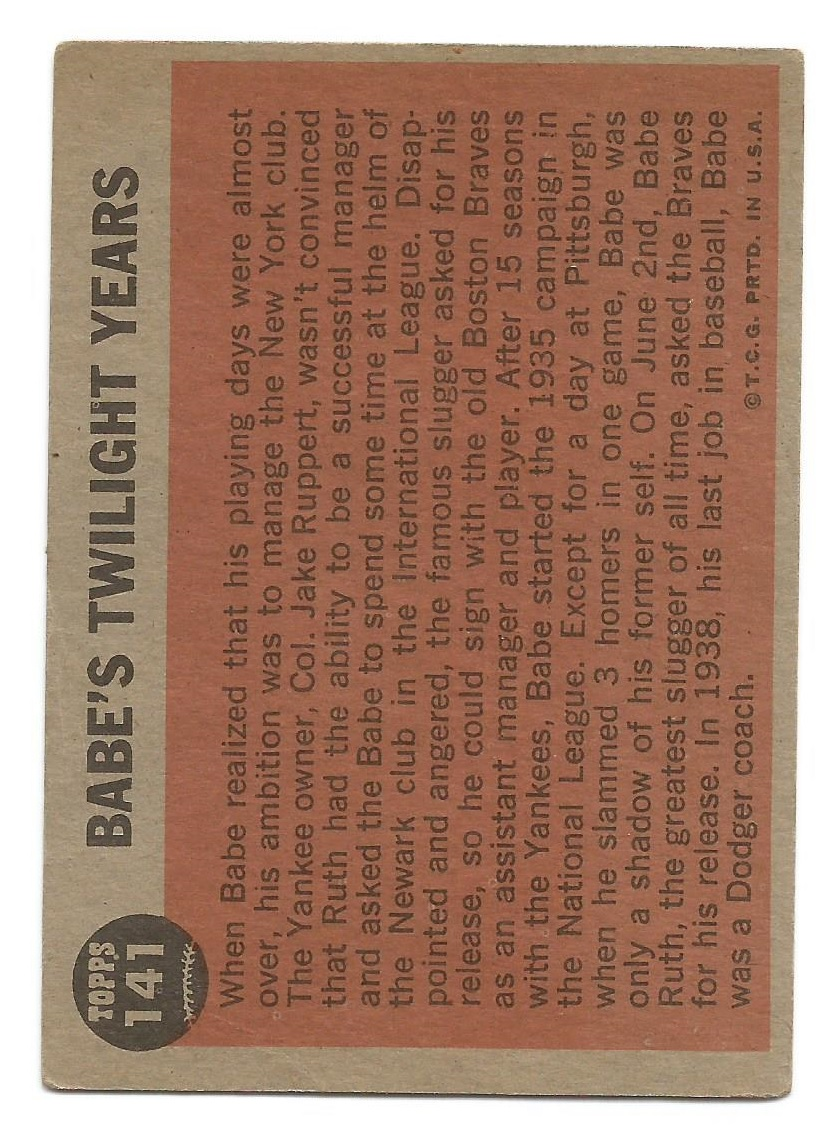 TOPPS
141
BABE'S TWILIGHT YEARS
When Babe realized that his playing days were almost
over, his ambition was to manage the New York club.
The Yankee owner, Col. Jake Ruppert, wasn't convinced
that Ruth had the ability to be a successful manager
and asked the Babe to spend some time at the helm of
the Newark club in the International League. Disap-
pointed and angered, the famous slugger asked for his
release, so he could sign with the old Boston Braves
as an assistant manager and player. After 15 seasons
with the Yankees, Babe started the 1935 campaign in
the National League. Except for a day at Pittsburgh,
when he slammed 3 homers in one game, Babe was
only a shadow of his former self. On June 2nd, Babe
Ruth, the greatest slugger of all time, asked the Braves
for his release. In 1938, his last job in baseball, Babe
was a Dodger coach.
© T.C.G. PRTD. IN U.S.A.